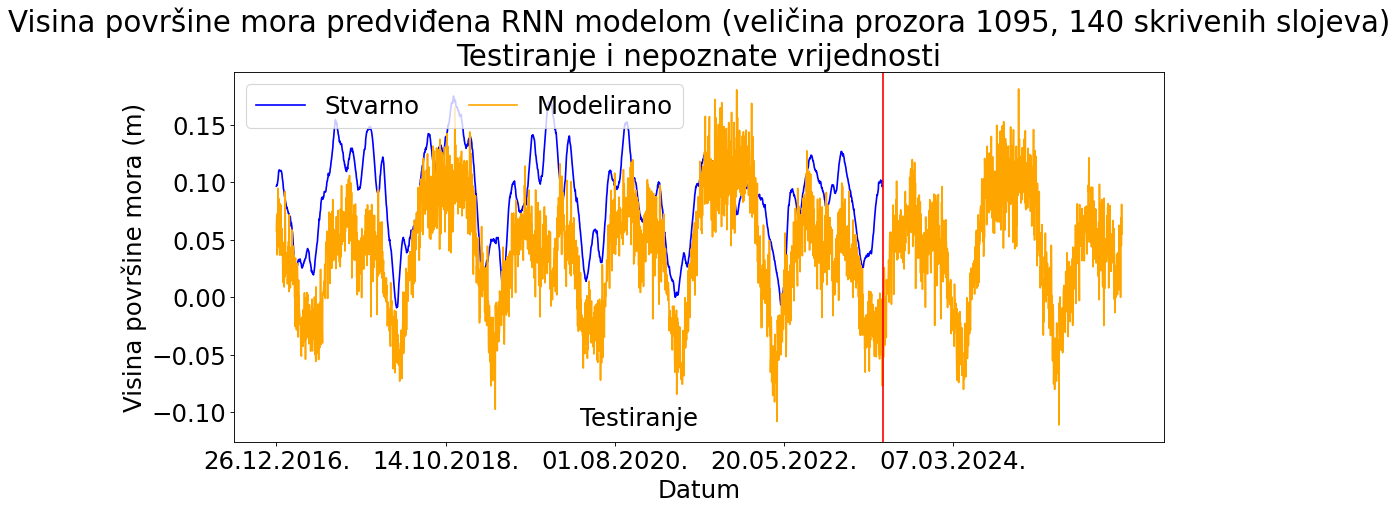 Visina površine mora predviđena RNN modelom (veličina prozora 1095, 140 skrivenih slojeva)
Testiranje i nepoznate vrijednosti
Stvarno
Modelirano
Visina površine mora (m)
0.15
0.10
0.05
0.00
−0.05
−0.10
Testiranje
26.12.2016.
14.10.2018.
01.08.2020.
20.05.2022.
07.03.2024.
Datum